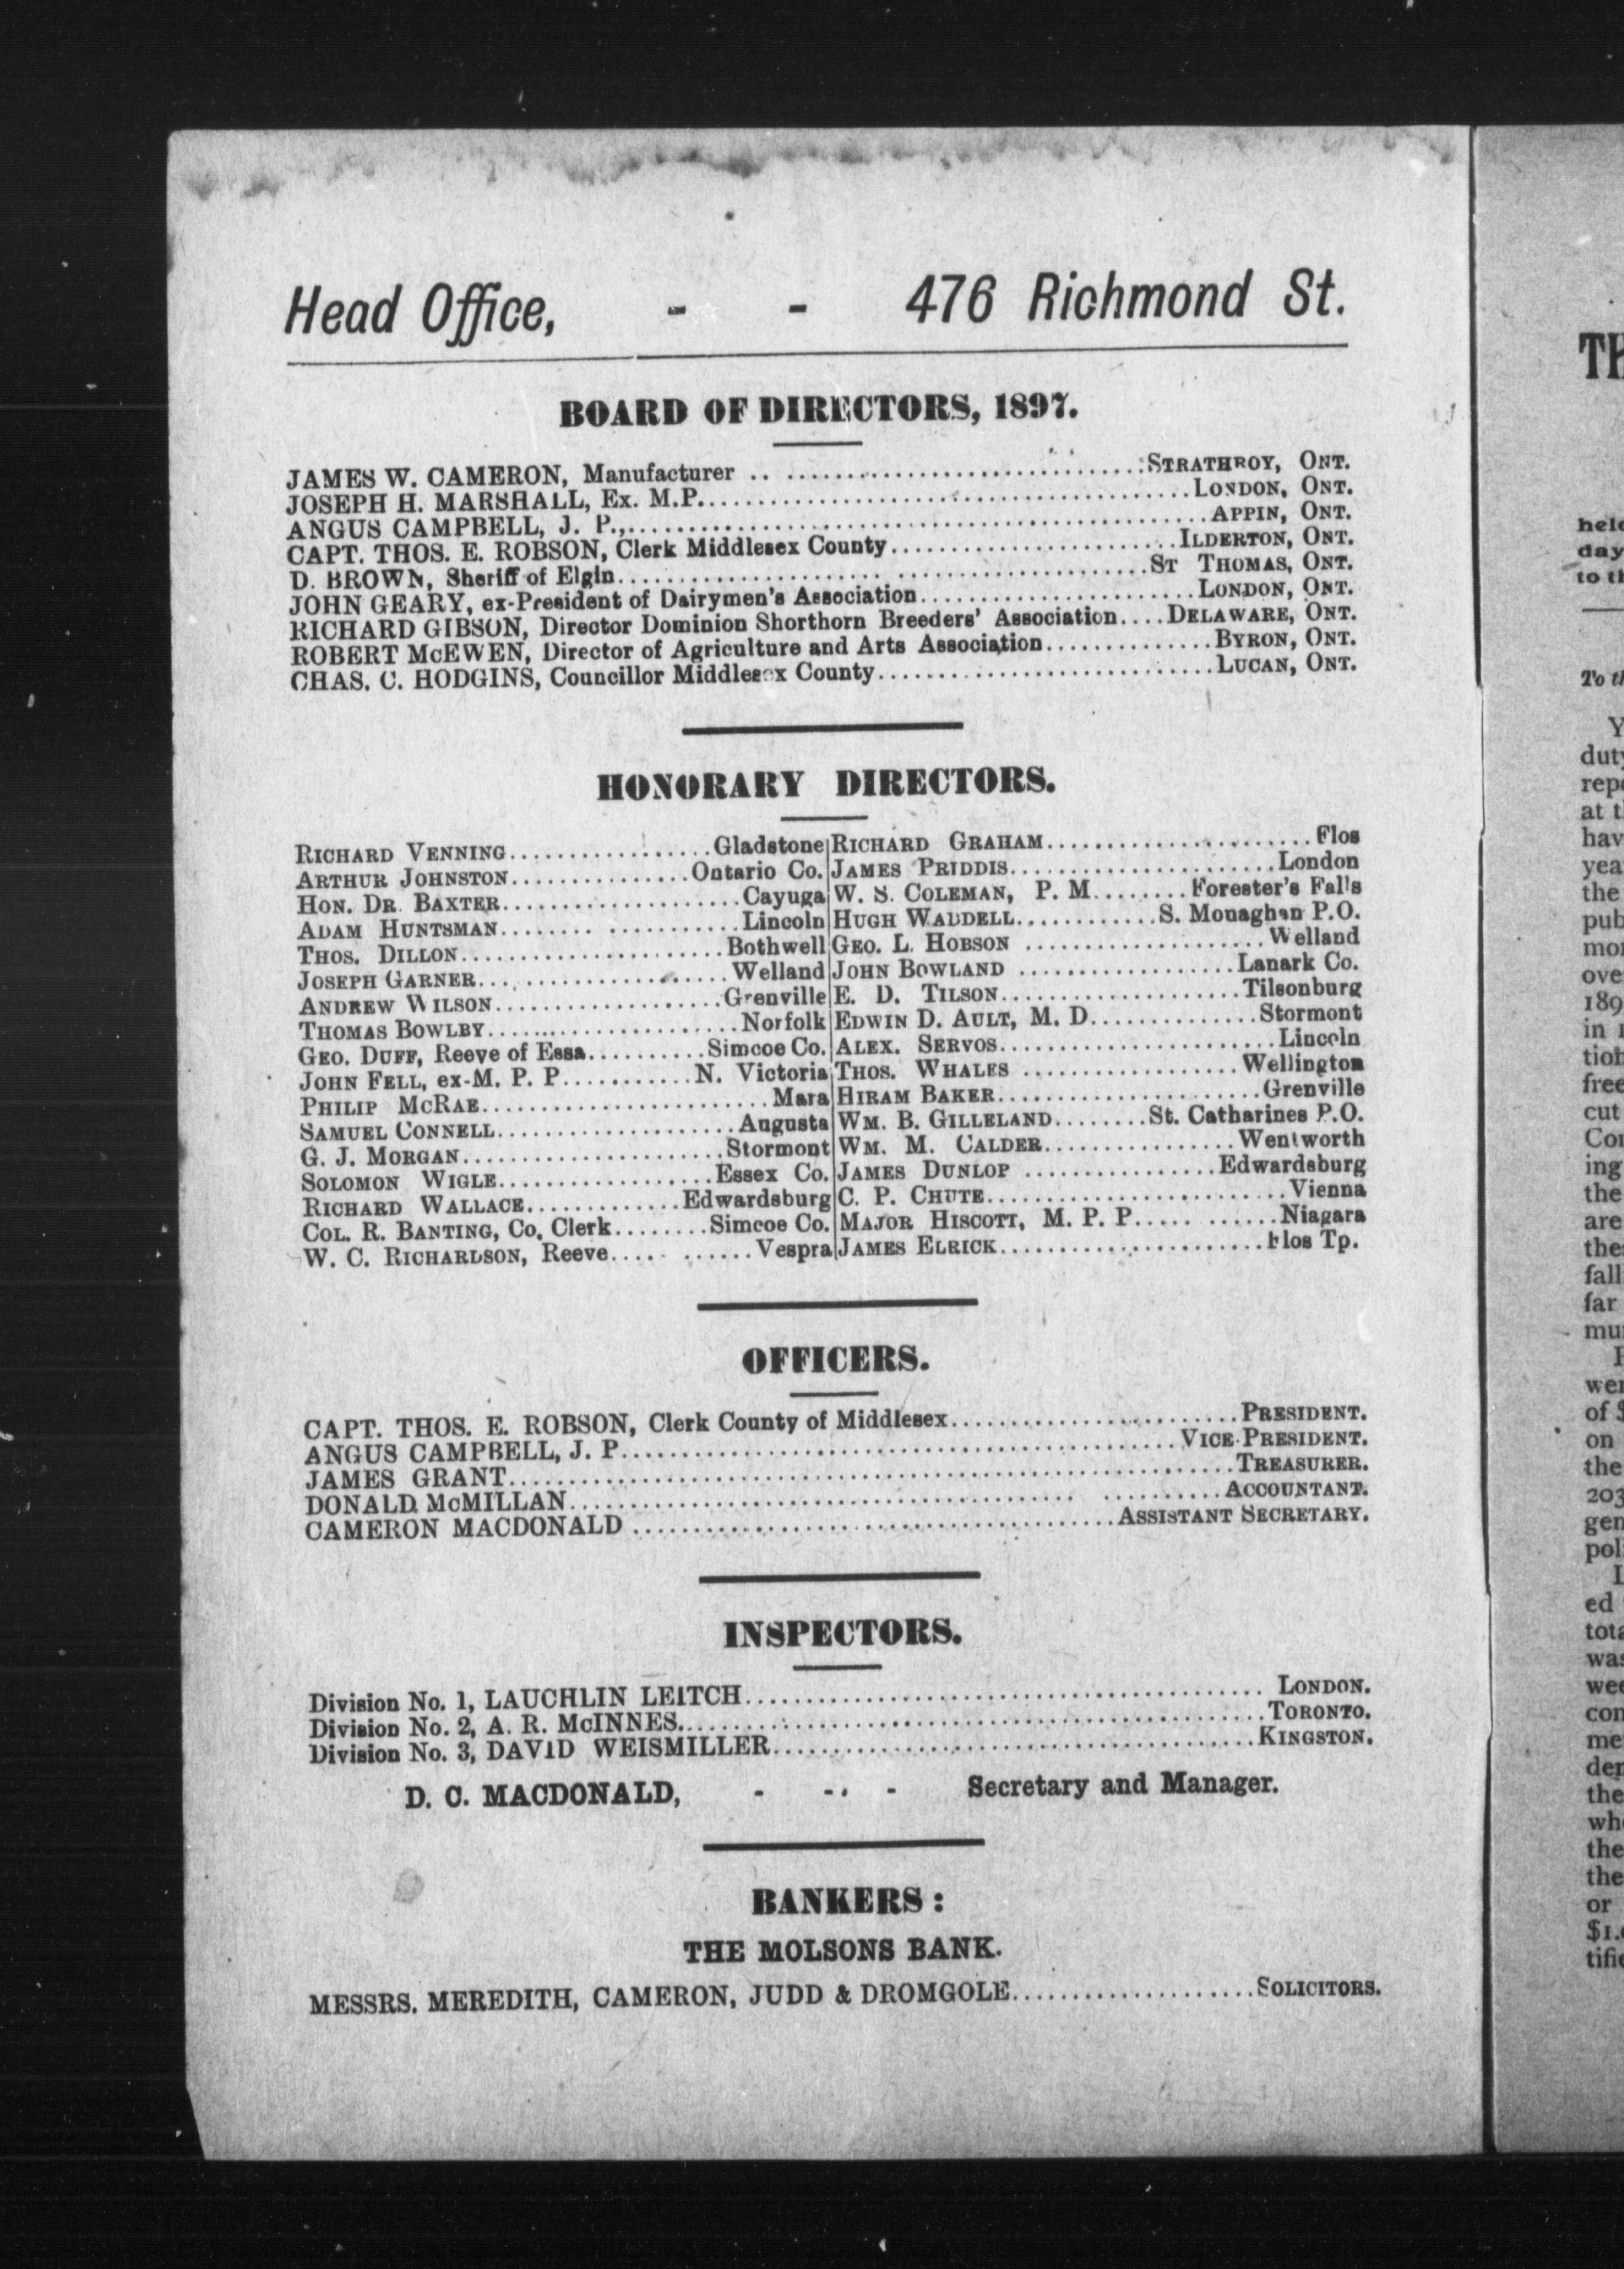 Head Office, - - 476 Richmond St.
BOARD OF DIRECTORS, 1897.
JAMES W. CAMERON, Manufacturer .. ................................ STRATHROY, ONT.
JOSEPH H. MARSHALL, Ex. M.P........................................ LONDON, ONT.
ANGUS CAMPBELL, J. P.,............................................. APPIN, ONT.
CAPT. THOS. E. ROBSON, Clerk Middlesex County........................ ILDERTON, ONT.
D. BROWN, Sheriff of Elgin........................................... ST THOMAS, ONT.
JOHN GEARY, ex-President of Dairymen's Association....................... LONDON, ONT.
RICHARD GIBSON, Director Dominion Shorthorn Breeders' Association.... DELAWARE, ONT.
ROBERT McEWEN, Director of Agriculture and Arts Association.............. BYRON, ONT.
CHAS. C. HODGINS, Councillor Middlesex County............................ LUCAN, ONT.
HONORARY DIRECTORS.
RICHARD VENNING.................Gladstone
ARTHUR JOHNSTON...............Ontario Co.
HON. DR. BAXTER....................Cayuga
ADAM HUNTSMAN........ ...........Lincoln
THOS. DILLON......................Bothwell
JOSEPH GARNER.....................Welland
ANDREW WILSON...................Grenville
THOMAS BOWLBY.....................Norfolk
GEO. DUFF, Reeve of Essa..........Simcoe Co.
JOHN FELL, ex-M. P. P...........N. Victoria
PHILIP McRAE........................Mara
SAMUEL CONNELL....................Augusta
G. J. MORGAN......................Stormont
SOLOMON WIGLE..................Essex Co.
RICHARD WALLACE.............Edwardsburg
COL. R. BANTING, Co. Clerk........Simcoe Co.
W. C. RICHARDSON, Reeve..... ......Vespra
RICHARD GRAHAM.......................Flos
JAMES PRIDDIS.......................London
W. S. COLEMAN, P. M........Forester's Falls
HUGH WADDELL............S. Monaghan P.O.
GEO. L. HOBSON ....................Welland
JOHN BOWLAND ..................Lanark Co.
E. D. TILSON....................Tilsonburg
EDWIN D. AULT, M. D..............Stormont
ALEX. SERVOS.......................Lincoln
THOS. WHALES ..................Wellington
HIRAM BAKER......................Grenville
WM. B. GILLELAND........St. Catharines P.O.
WM. M. CALDER................Wentworth
JAMES DUNLOP ................Edwardsburg
C. P. CHUTE.........................Vienna
MAJOR HISCOTT, M. P. P..... ......Niagara
JAMES ELRICK......................Flos Tp.
OFFICERS.
CAPT. THOS. E. ROBSON, Clerk County of Middlesex........................PRESIDENT.
ANGUS CAMPBELL, J. P..............................................VICE-PRESIDENT.
JAMES GRANT............................................................TREASURER.
DONALD McMILLAN.......................................... ..........ACCOUNTANT.
CAMERON MACDONALD ........................................ASSISTANT SECRETARY.
INSPECTORS.
Division No. 1, LAUCHLIN LEITCH............................................ LONDON.
Division No. 2, A. R. McINNES..................................................TORONTO.
Division No. 3, DAVID WEISMILLER........................................KINGSTON.
D. C. MACDONALD, - - - Secretary and Manager.
BANKERS:
THE MOLSONS BANK.
MESSRS. MEREDITH, CAMERON, JUDD & DROMGOLE....................SOLICITORS.